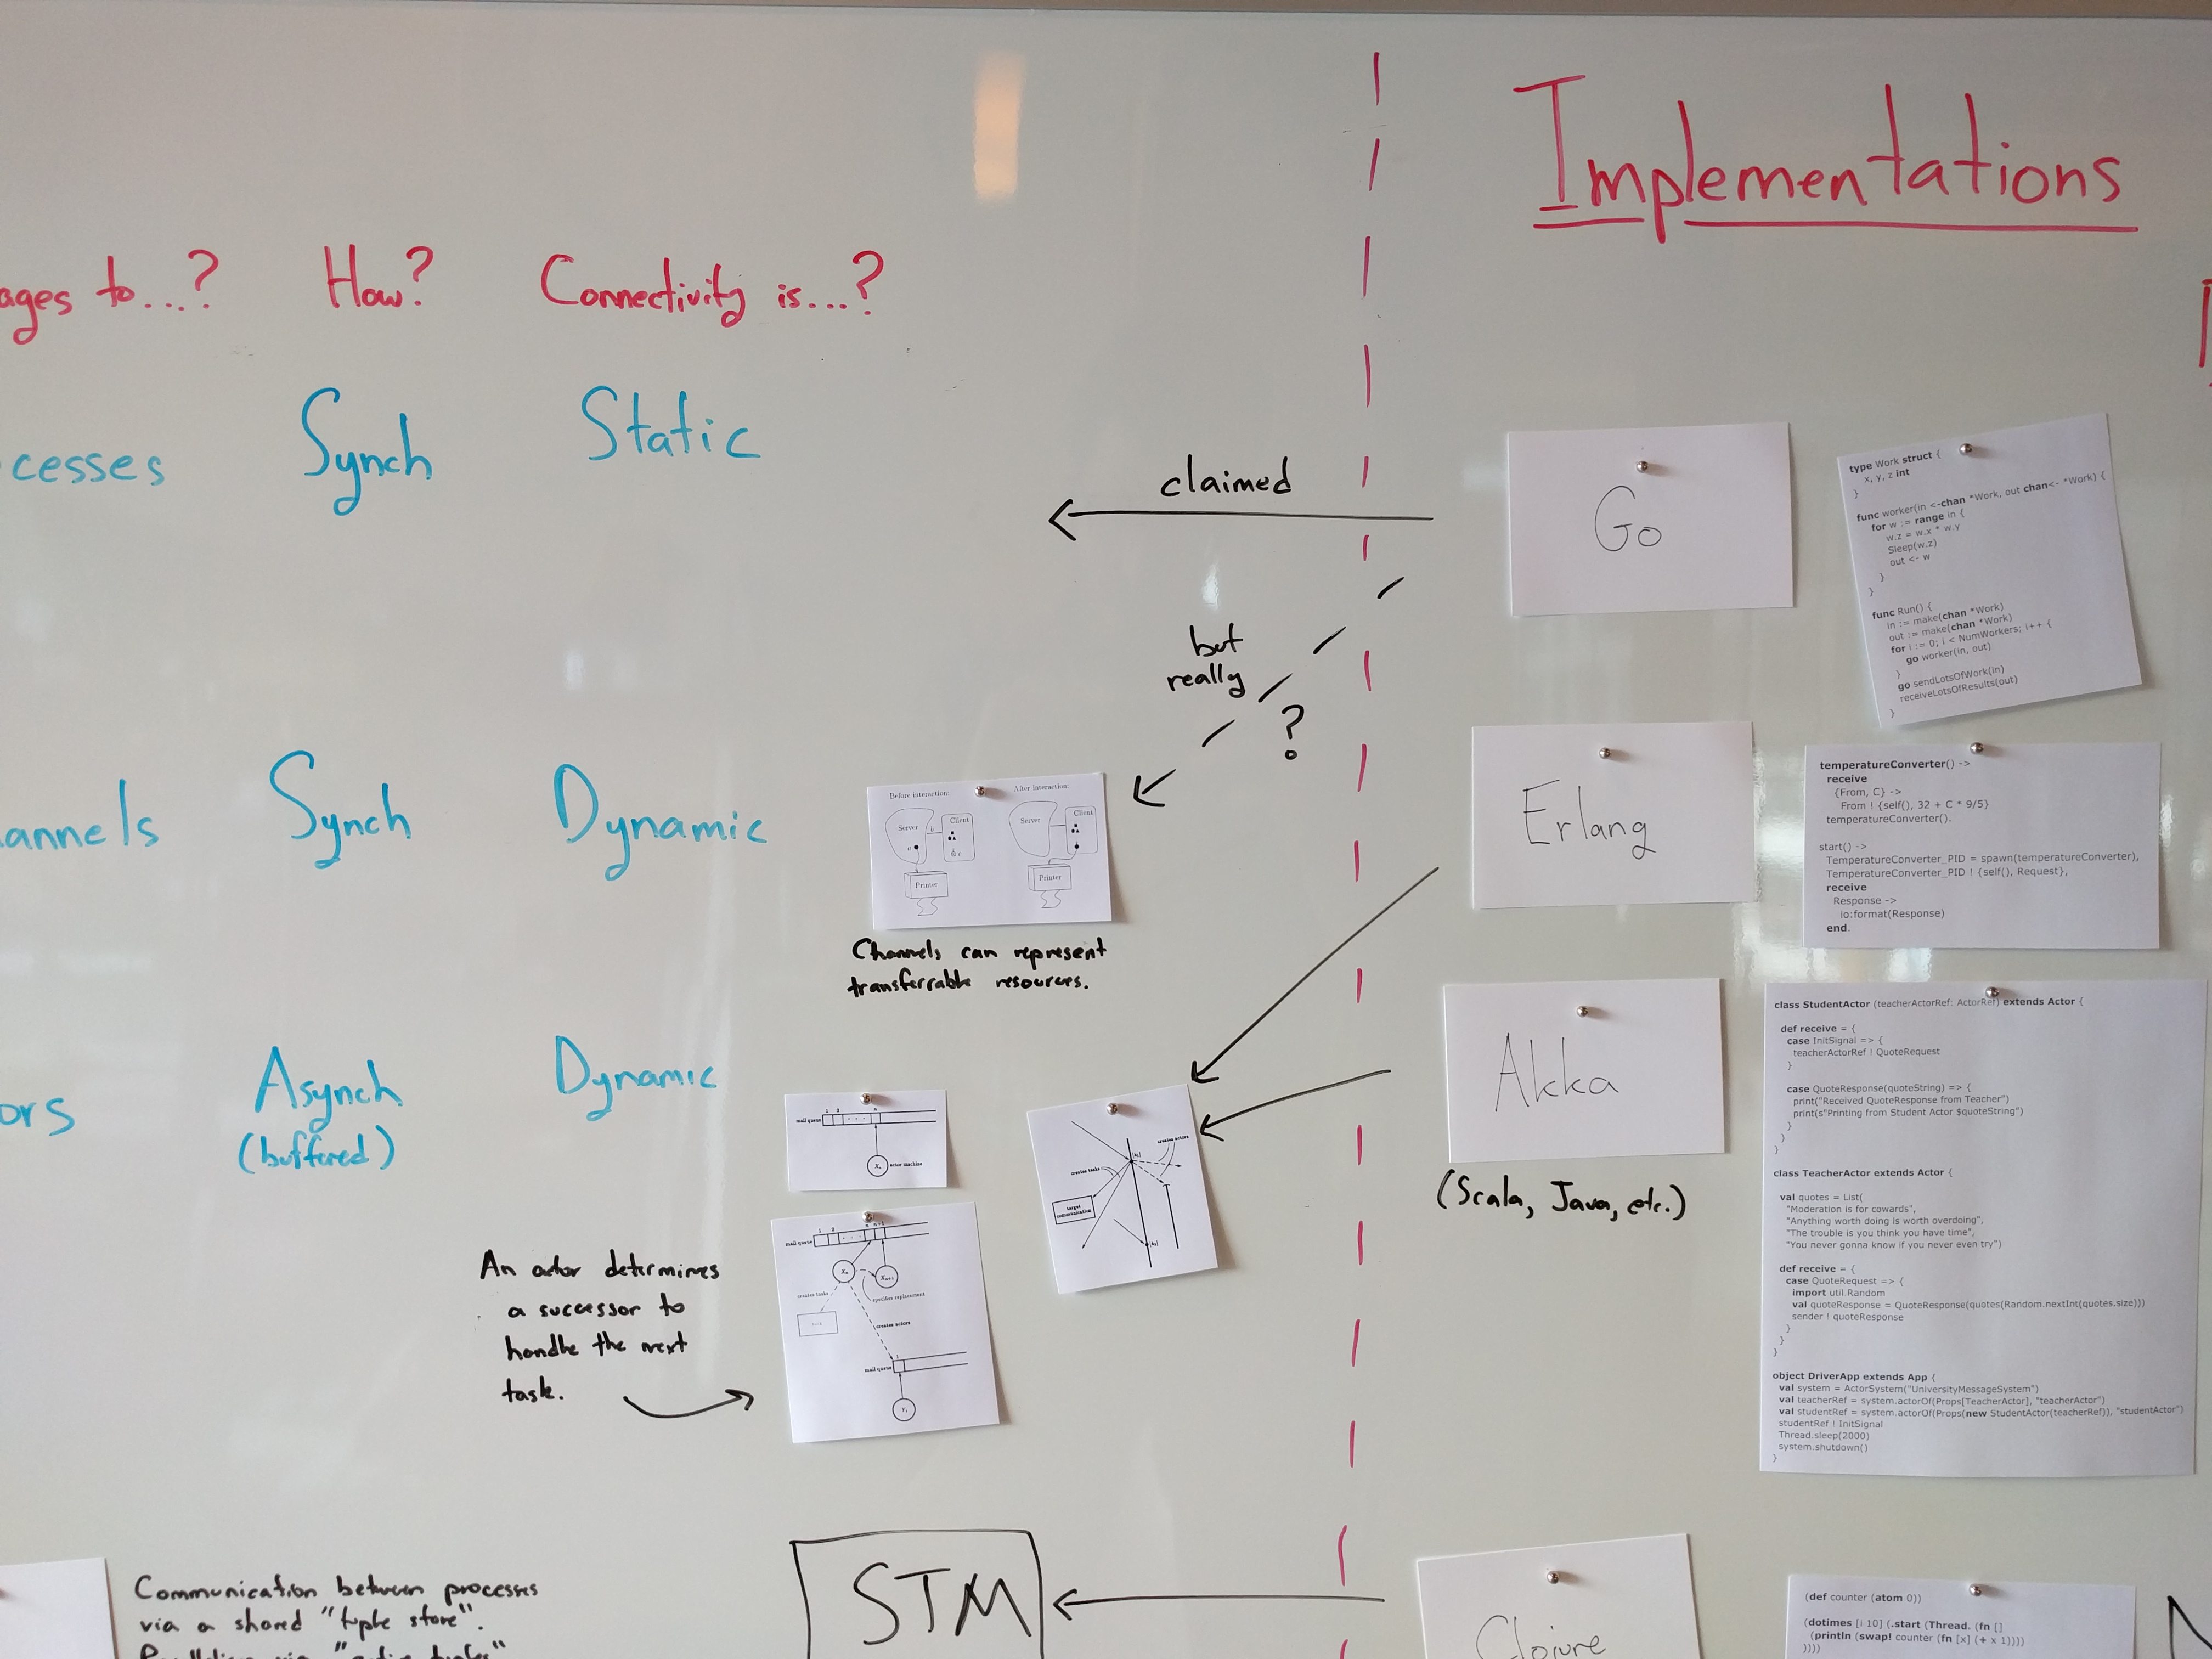 Implementations
ages to...? How? Connectivity is...?
cesses Synch Static
claimed
Go
type Work struct {
x, y, z int
}
func worker(in <-chan *Work, out chan<- *Work) {
for w := range in {
w.z = w.x * w.y
Sleep(w.z)
out <- w
}
}
func Run() {
in := make(chan *Work)
out := make(chan *Work)
for i := 0; i < NumWorkers; i++ {
go worker(in, out)
}
go sendLotsOfWork(in)
receiveLotsOfResults(out)
}
but
really
?
annels Synch Dynamic
Before interaction: After interaction:
Server b Client
a
c
Printer
Server Client
Printer
Channels can represent
transferrable resources.
Erlang
temperatureConverter() ->
receive
{From, C} ->
From ! {self(), 32 + C * 9/5}
temperatureConverter().
start() ->
TemperatureConverter_PID = spawn(temperatureConverter),
TemperatureConverter_PID ! {self(), Request},
receive
Response ->
io:format(Response)
end.
ors Asynch Dynamic
(buffered)
1 2 n
mail queue
Xn actor machine
1 2 n n+1
mail queue
Xn Xn+1
creates tasks specifies replacement
creates actors
1
mail queue
Y1
creates actors
creates tasks
target
communication
An actor determines
a successor to
handle the next
task.
Akka
(Scala, Java, etc.)
class StudentActor (teacherActorRef: ActorRef) extends Actor {
def receive = {
case InitSignal => {
teacherActorRef ! QuoteRequest
}
case QuoteResponse(quoteString) => {
print("Received QuoteResponse from Teacher")
print(s"Printing from Student Actor $quoteString")
}
}
}
class TeacherActor extends Actor {
val quotes = List(
"Moderation is for cowards",
"Anything worth doing is worth overdoing",
"The trouble is you think you have time",
"You never gonna know if you never even try")
def receive = {
case QuoteRequest => {
import util.Random
val quoteResponse = QuoteResponse(quotes(Random.nextInt(quotes.size)))
sender ! quoteResponse
}
}
}
object DriverApp extends App {
val system = ActorSystem("UniversityMessageSystem")
val teacherRef = system.actorOf(Props[TeacherActor], "teacherActor")
val studentRef = system.actorOf(Props(new StudentActor(teacherRef)), "studentActor")
studentRef ! InitSignal
Thread.sleep(2000)
system.shutdown()
}
Communication between processes
via a shared "tuple store".
STM
Clojure
(def counter (atom 0))
(dotimes [i 10] (.start (Thread. (fn []
(println (swap! counter (fn [x] (+ x 1))))
))))